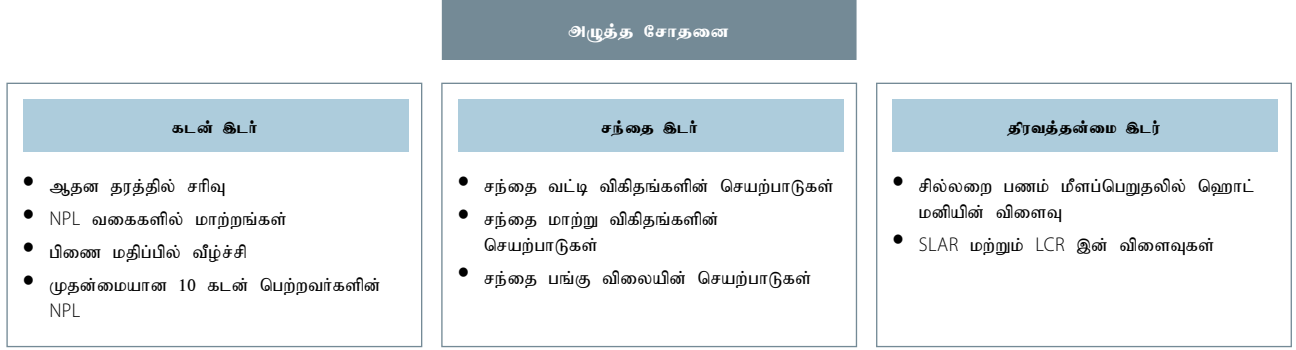 அழுத்த சோதனை
கடன் இடர்
● ஆதன தரத்தில் சரிவு
● NPL வகைகளில் மாற்றங்கள்
● பிணை மதிப்பில் வீழ்ச்சி
● முதன்மையான 10 கடன் பெற்றவர்களின்
NPL
சந்தை இடர்
● சந்தை வட்டி விகிதங்களின் செயற்பாடுகள்
● சந்தை மாற்று விகிதங்களின்
செயற்பாடுகள்
● சந்தை பங்கு விலையின் செயற்பாடுகள்
திரவத்தன்மை இடர்
● சில்லறை பணம் மீளப்பெறுதலில் ஹொட்
மனியின் விளைவு
● SLAR மற்றும் LCR இன் விளைவுகள்